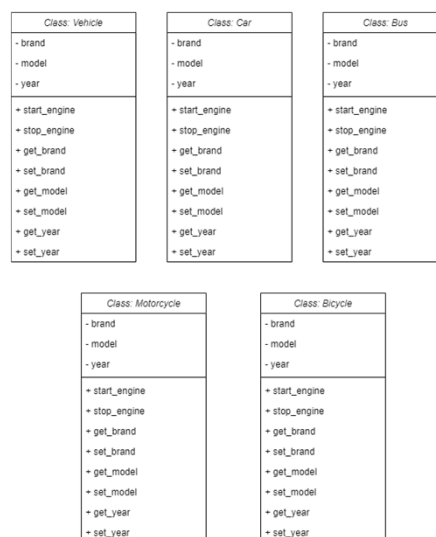 Class: Vehicle
- brand
- model
- year
+ start_engine
+ stop_engine
+ get_brand
+ set_brand
+ get_model
+ set_model
+ get_year
+ set_year
Class: Car
- brand
- model
- year
+ start_engine
+ stop_engine
+ get_brand
+ set_brand
+ get_model
+ set_model
+ get_year
+ set_year
Class: Bus
- brand
- model
- year
+ start_engine
+ stop_engine
+ get_brand
+ set_brand
+ get_model
+ set_model
+ get_year
+ set_year
Class: Motorcycle
- brand
- model
- year
+ start_engine
+ stop_engine
+ get_brand
+ set_brand
+ get_model
+ set_model
+ get_year
+ set_year
Class: Bicycle
- brand
- model
- year
+ start_engine
+ stop_engine
+ get_brand
+ set_brand
+ get_model
+ set_model
+ get_year
+ set_year